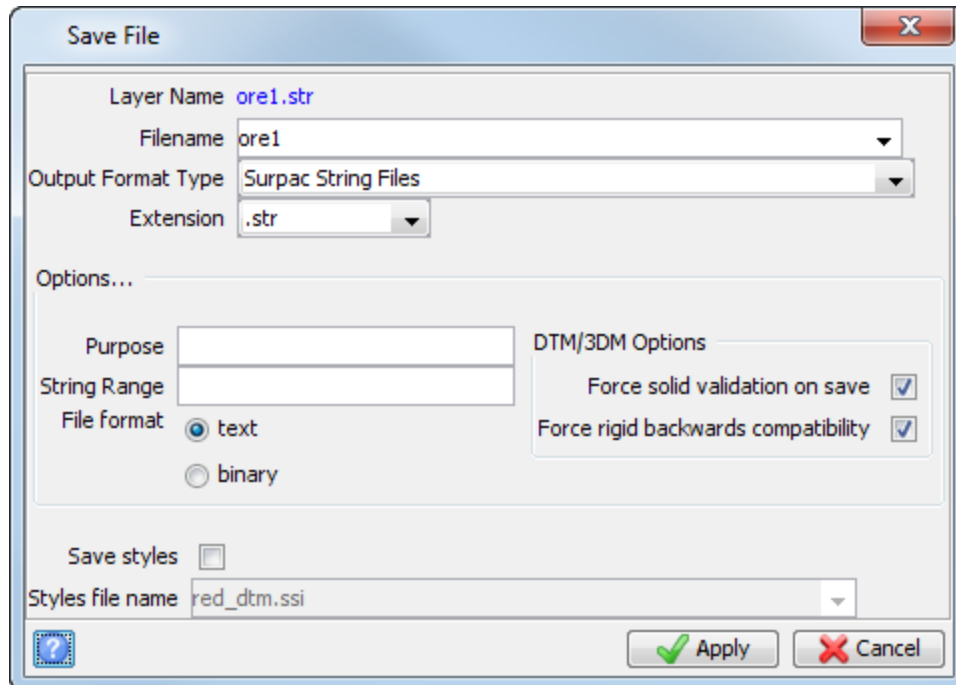 Save File
Layer Name ore1.str
Filename ore1
Output Format Type Surpac String Files
Extension .str
Options...
Purpose
DTM/3DM Options
String Range
Force solid validation on save
File format text
Force rigid backwards compatibility
binary
Save styles
Styles file name red_dtm.ssi
? Apply Cancel